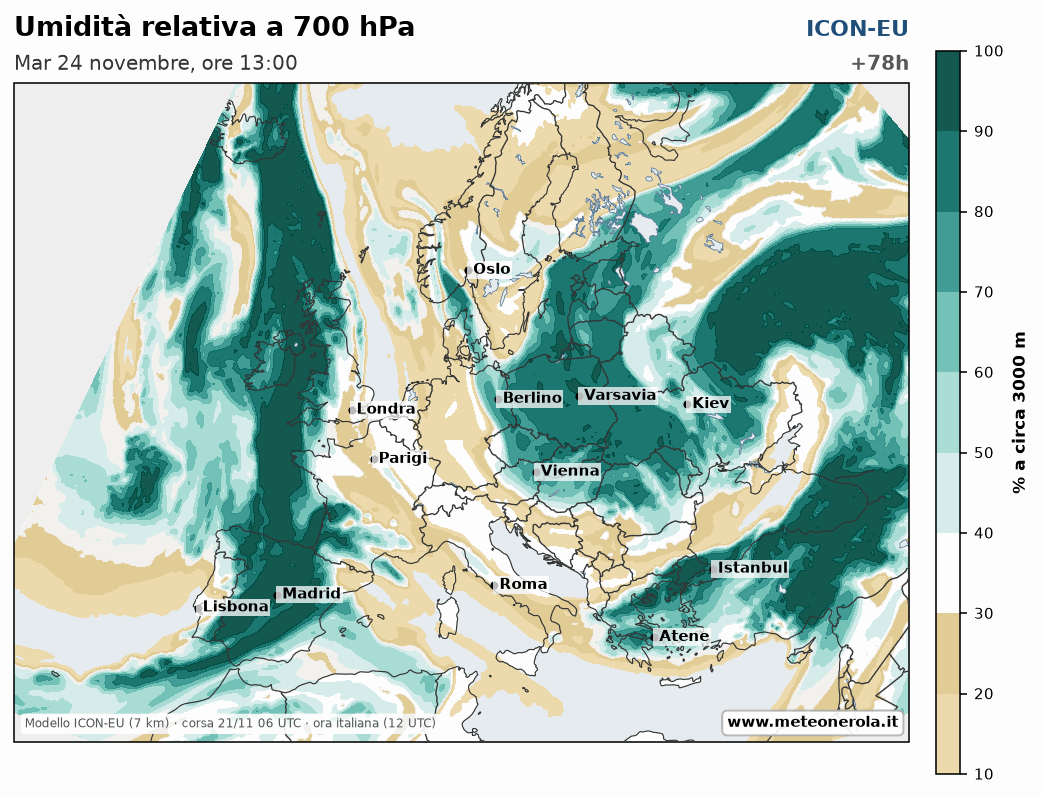 Umidità relativa a 700 hPa
ICON-EU
Mar 24 novembre, ore 13:00
+78h
100
90
80
70
60
50
40
30
20
10
% a circa 3000 m
Oslo
Berlino
Varsavia
Kiev
Londra
Parigi
Vienna
Istanbul
Roma
Madrid
Lisbona
Atene
Modello ICON-EU (7 km) · corsa 21/11 06 UTC · ora italiana (12 UTC)
www.meteonerola.it